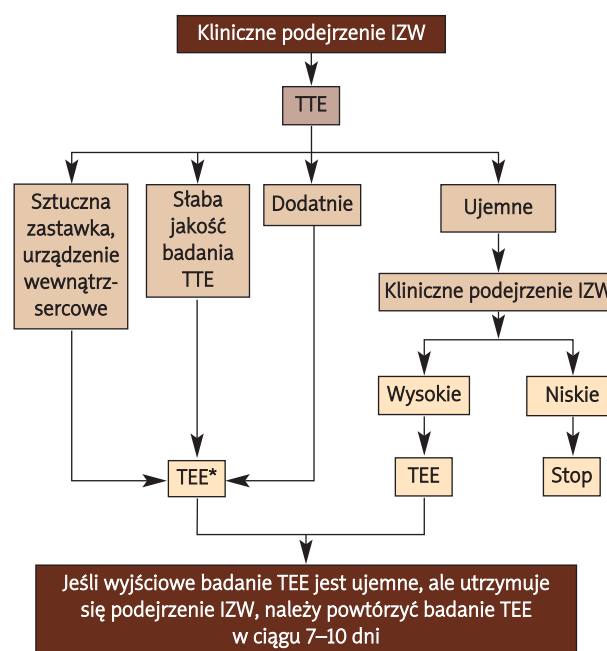 Kliniczne podejrzenie IZW
TTE
Sztuczna
zastawka,
urządzenie
wewnątrz-
sercowe
Słaba
jakość
badania
TTE
Dodatnie
Ujemne
Kliniczne podejrzenie IZW
Wysokie
Niskie
TEE*
TEE
Stop
Jeśli wyjściowe badanie TEE jest ujemne, ale utrzymuje
się podejrzenie IZW, należy powtórzyć badanie TEE
w ciągu 7–10 dni